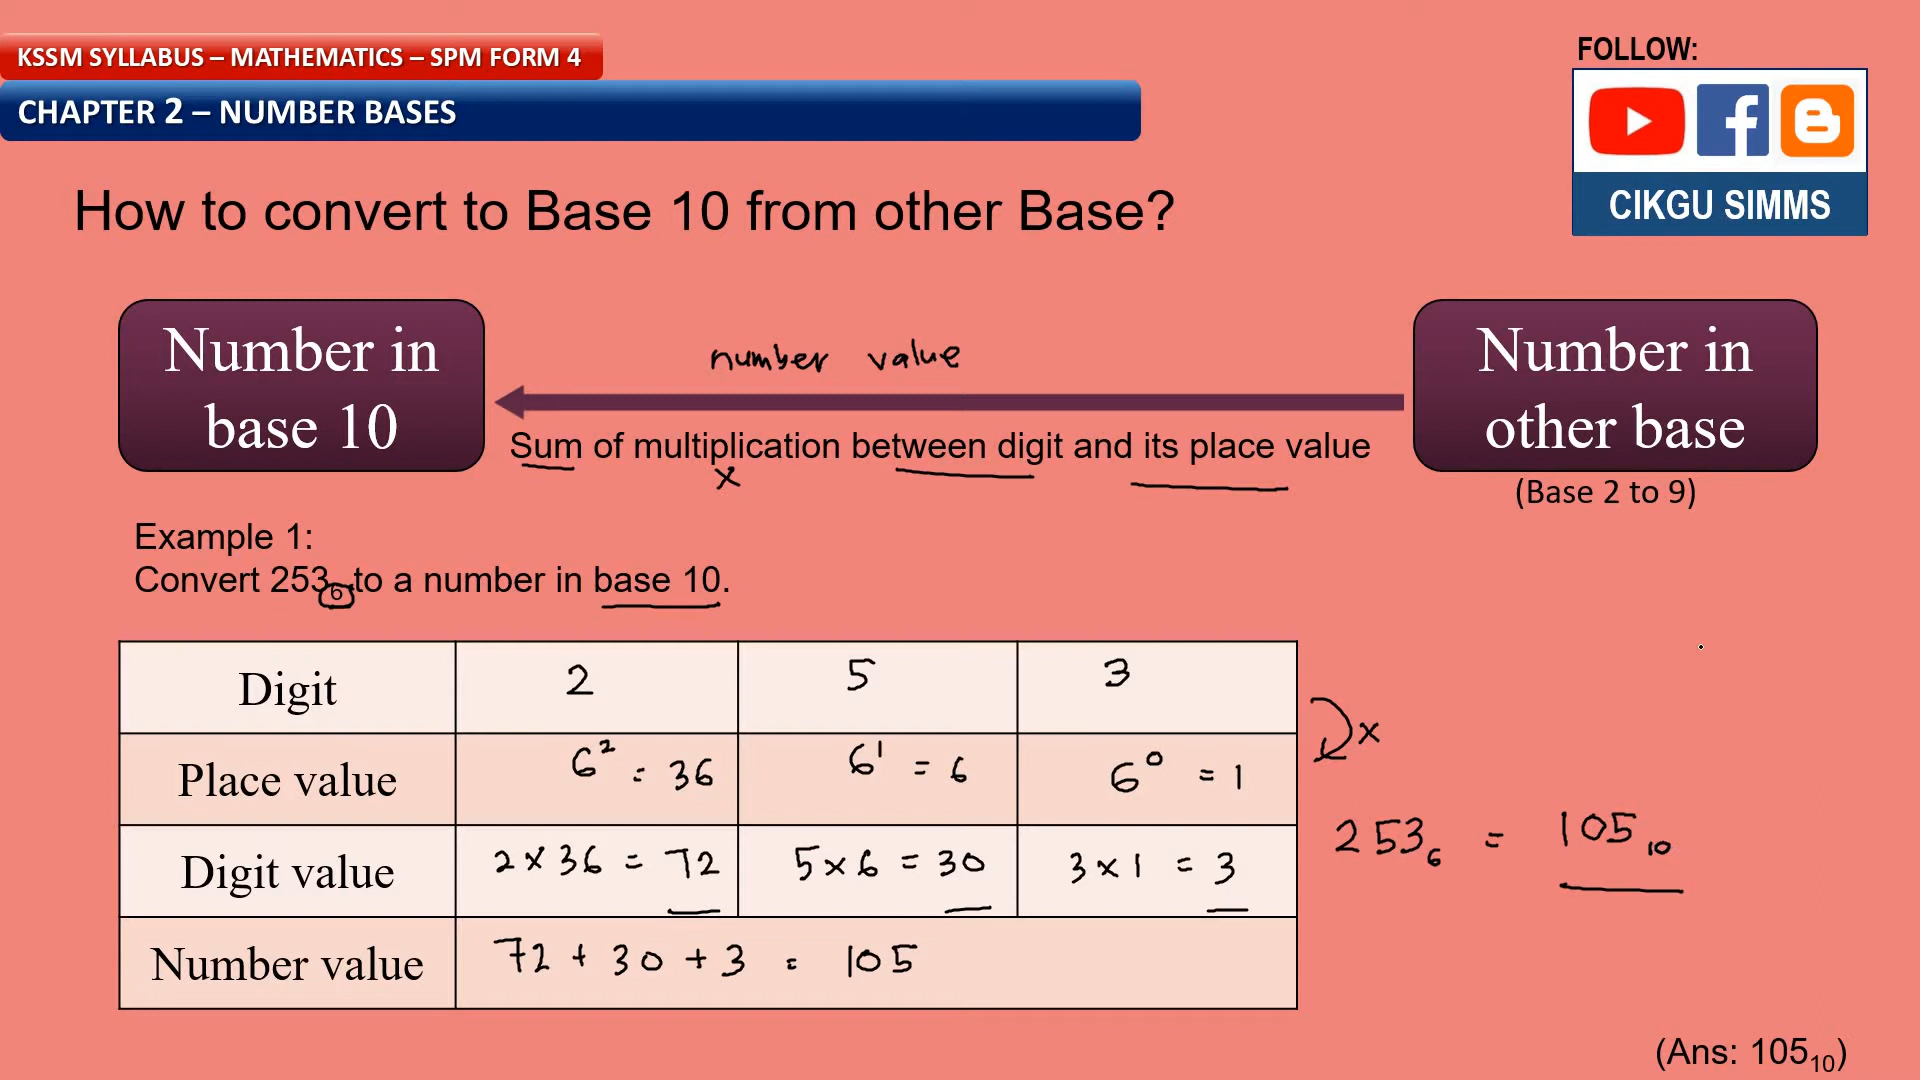 FOLLOW:
KSSM SYLLABUS – MATHEMATICS – SPM FORM 4
CHAPTER 2 – NUMBER BASES
CIKGU SIMMS
How to convert to Base 10 from other Base?
Number in
base 10
number value
Sum of multiplication between digit and its place value
x
Number in
other base
(Base 2 to 9)
Example 1:
Convert 253₆ to a number in base 10.
Digit 2 5 3
Place value 6² = 36 6¹ = 6 6⁰ = 1
x
Digit value 2 x 36 = 72 5 x 6 = 30 3 x 1 = 3
253₆ = 105₁₀
Number value 72 + 30 + 3 = 105
(Ans: 105₁₀)